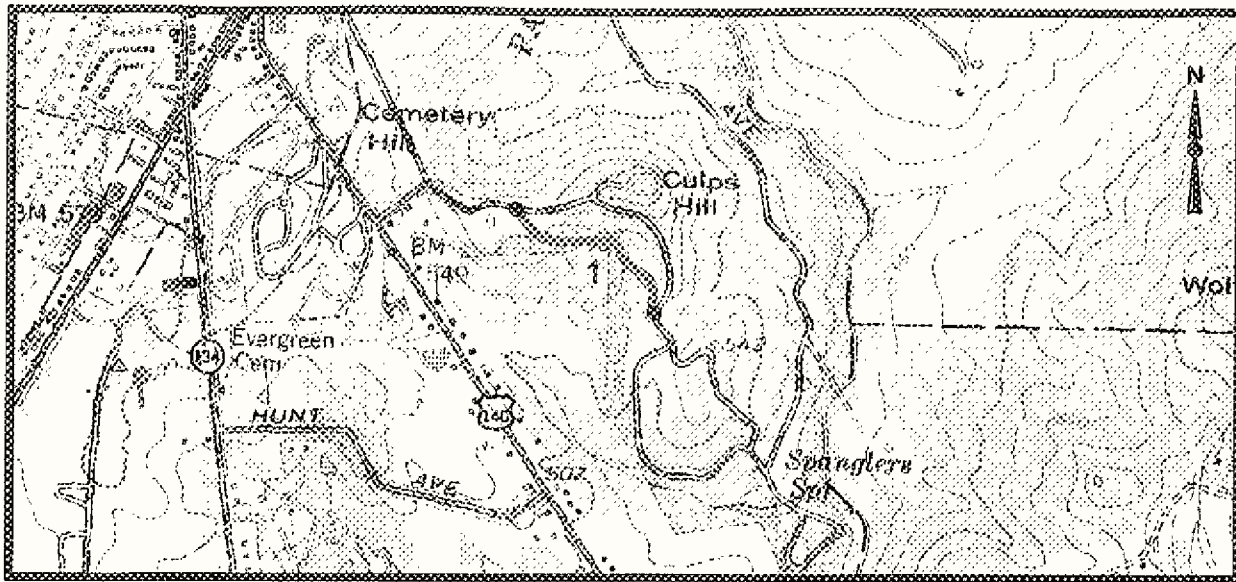 N
Cemetery
Hill
AVE
Culps
Hill
BM 57
BM
549
1
Wol
Evergreen
Cem
134
140
HUNT
AVE
507
Spanglers
Spr